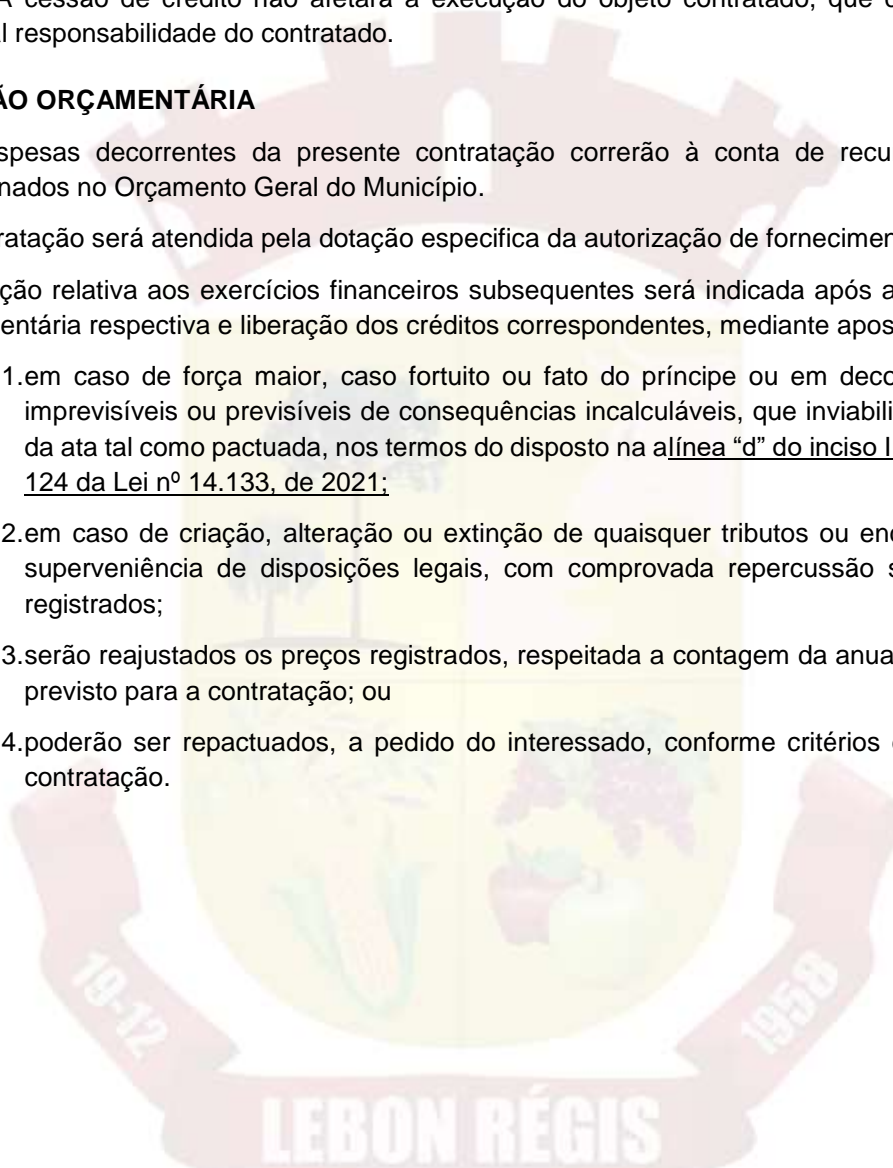 A cessão de crédito não afetará a execução do objeto contratado, que
l responsabilidade do contratado.
ÃO ORÇAMENTÁRIA
spesas decorrentes da presente contratação correrão à conta de recu
nados no Orçamento Geral do Município.
ratação será atendida pela dotação especifica da autorização de fornecimen
ção relativa aos exercícios financeiros subsequentes será indicada após a
entária respectiva e liberação dos créditos correspondentes, mediante apos
1.em caso de força maior, caso fortuito ou fato do príncipe ou em deco
imprevisíveis ou previsíveis de consequências incalculáveis, que inviabili
da ata tal como pactuada, nos termos do disposto na alínea “d” do inciso I
124 da Lei nº 14.133, de 2021;
2.em caso de criação, alteração ou extinção de quaisquer tributos ou enc
superveniência de disposições legais, com comprovada repercussão s
registrados;
3.serão reajustados os preços registrados, respeitada a contagem da anua
previsto para a contratação; ou
4.poderão ser repactuados, a pedido do interessado, conforme critérios
contratação.
19-12
1958
LEBON RÉGIS